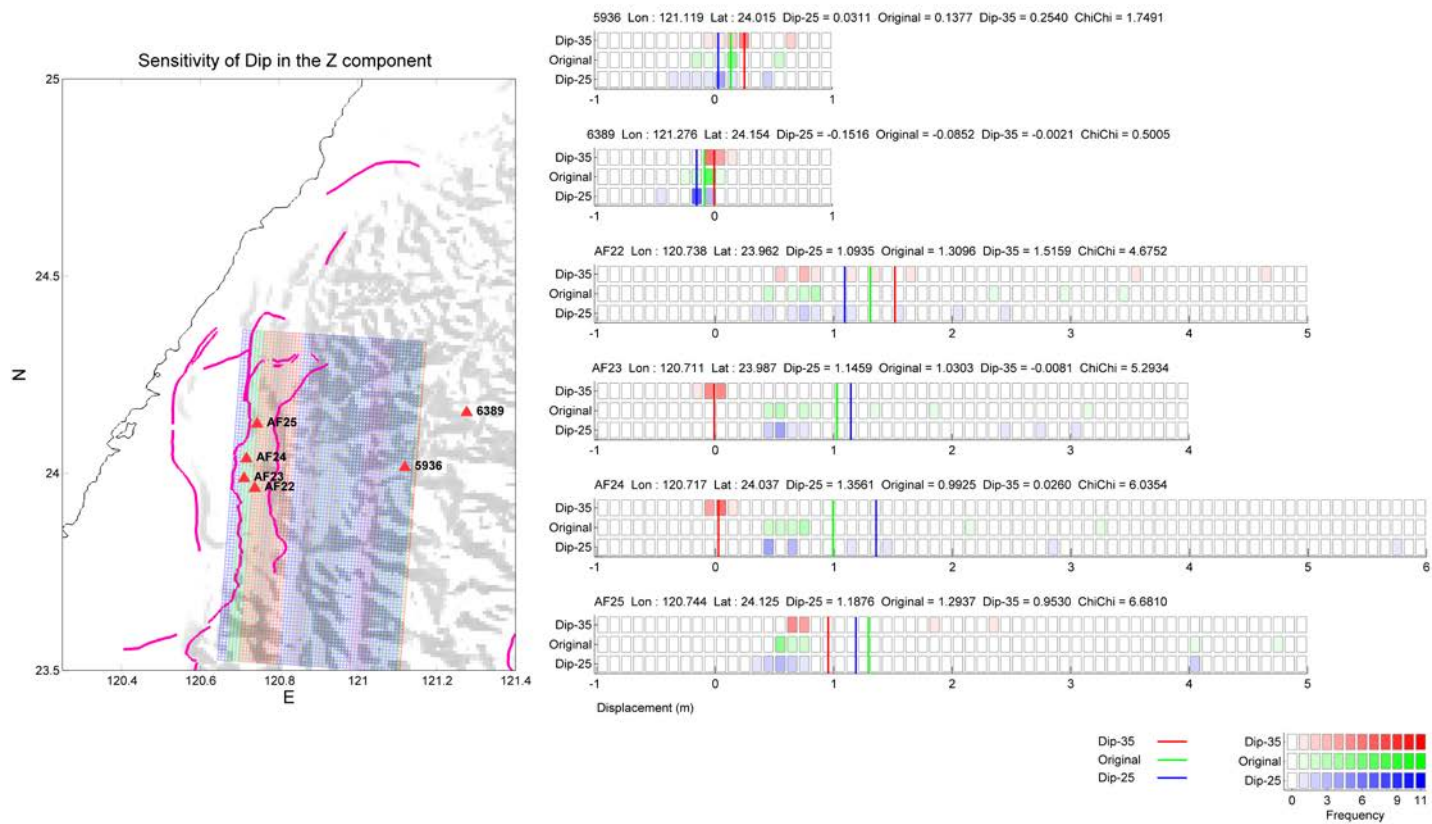 Sensitivity of Dip in the Z component
25
24.5
24
23.5
N
120.4 120.6 120.8 121 121.2 121.4
E
6389
AF25
5936
AF24
AF23
AF22
5936 Lon : 121.119 Lat : 24.015 Dip-25 = 0.0311 Original = 0.1377 Dip-35 = 0.2540 ChiChi = 1.7491
Dip-35
Original
Dip-25
-1 0 1
6389 Lon : 121.276 Lat : 24.154 Dip-25 = -0.1516 Original = -0.0852 Dip-35 = -0.0021 ChiChi = 0.5005
Dip-35
Original
Dip-25
-1 0 1
AF22 Lon : 120.738 Lat : 23.962 Dip-25 = 1.0935 Original = 1.3096 Dip-35 = 1.5159 ChiChi = 4.6752
Dip-35
Original
Dip-25
-1 0 1 2 3 4 5
AF23 Lon : 120.711 Lat : 23.987 Dip-25 = 1.1459 Original = 1.0303 Dip-35 = -0.0081 ChiChi = 5.2934
Dip-35
Original
Dip-25
-1 0 1 2 3 4
AF24 Lon : 120.717 Lat : 24.037 Dip-25 = 1.3561 Original = 0.9925 Dip-35 = 0.0260 ChiChi = 6.0354
Dip-35
Original
Dip-25
-1 0 1 2 3 4 5 6
AF25 Lon : 120.744 Lat : 24.125 Dip-25 = 1.1876 Original = 1.2937 Dip-35 = 0.9530 ChiChi = 6.6810
Dip-35
Original
Dip-25
-1 0 1 2 3 4 5
Displacement (m)
Dip-35
Original
Dip-25
Dip-35
Original
Dip-25
0 3 6 9 11
Frequency